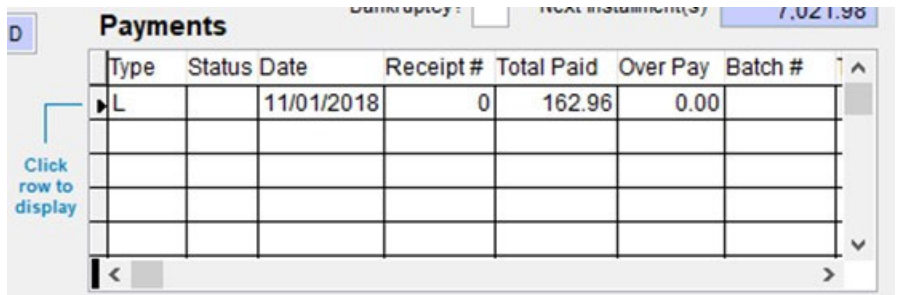 Bankruptcy? Next Installment(s) 7,021.98
D Payments
Type Status Date Receipt # Total Paid Over Pay Batch #
L 11/01/2018 0 162.96 0.00
Click
row to
display